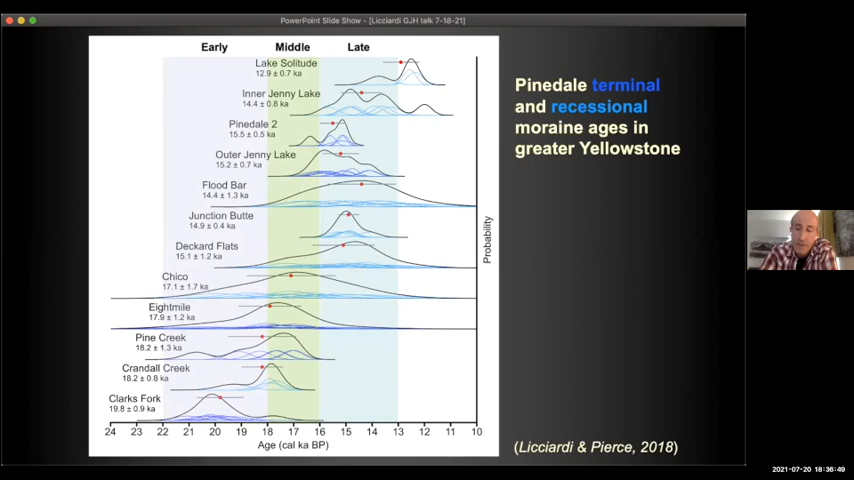 PowerPoint Slide Show - [Licciardi GJH talk 7-18-21]
Early Middle Late
Lake Solitude
12.9 ± 0.7 ka
Inner Jenny Lake
14.4 ± 0.8 ka
Pinedale 2
15.5 ± 0.5 ka
Outer Jenny Lake
15.2 ± 0.7 ka
Flood Bar
14.4 ± 1.3 ka
Junction Butte
14.9 ± 0.4 ka
Deckard Flats
15.1 ± 1.2 ka
Chico
17.1 ± 1.7 ka
Eightmile
17.9 ± 1.2 ka
Pine Creek
18.2 ± 1.3 ka
Crandall Creek
18.2 ± 0.8 ka
Clarks Fork
19.8 ± 0.9 ka
24 23 22 21 20 19 18 17 16 15 14 13 12 11 10
Age (cal ka BP)
Probability
Pinedale terminal
and recessional
moraine ages in
greater Yellowstone
(Licciardi & Pierce, 2018)
2021-07-20 18:36:49